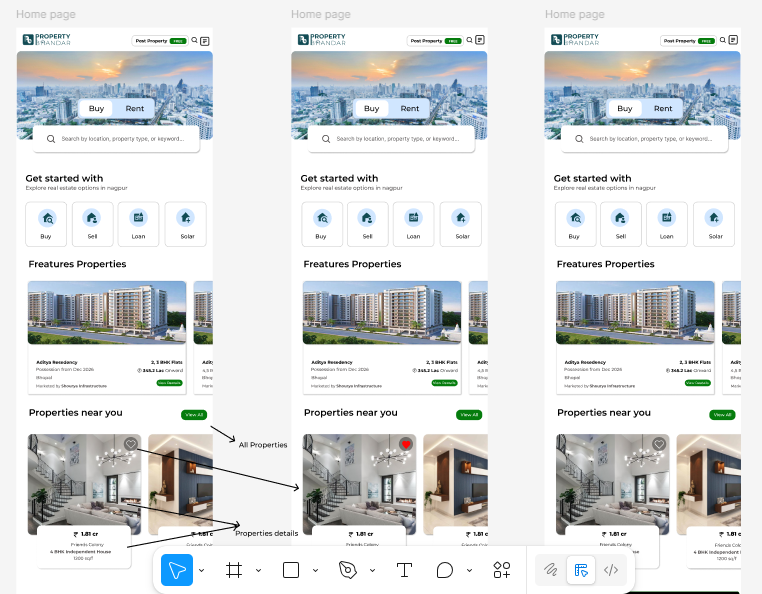 Home page
PROPERTY
BHANDAR
Post Property FREE
Buy Rent
Search by location, property type, or keyword...
Get started with
Explore real estate options in nagpur
Buy Sell Loan Solar
Freatures Properties
Aditya Resedency 2, 3 BHK Flats
Possession from Dec 2026 245.2 Lac Onward
Bhopal
Marketed by Shourya Infrastructure View Details
Properties near you View All
₹ 1.81 cr
Friends Colony
4 BHK Independent House
1200 sq/f
All Properties
Properties details
Home page
PROPERTY
BHANDAR
Post Property FREE
Buy Rent
Search by location, property type, or keyword...
Get started with
Explore real estate options in nagpur
Buy Sell Loan Solar
Freatures Properties
Aditya Resedency 2, 3 BHK Flats
Possession from Dec 2026 245.2 Lac Onward
Bhopal
Marketed by Shourya Infrastructure View Details
Properties near you View All
₹ 1.81 cr
Friends Colony
Home page
PROPERTY
BHANDAR
Post Property FREE
Buy Rent
Search by location, property type, or keyword...
Get started with
Explore real estate options in nagpur
Buy Sell Loan Solar
Freatures Properties
Aditya Resedency 2, 3 BHK Flats
Possession from Dec 2026 245.2 Lac Onward
Bhopal
Marketed by Shourya Infrastructure View Details
Properties near you View All
₹ 1.81 cr
Friends Colony
4 BHK Independent House
1200 sq/f